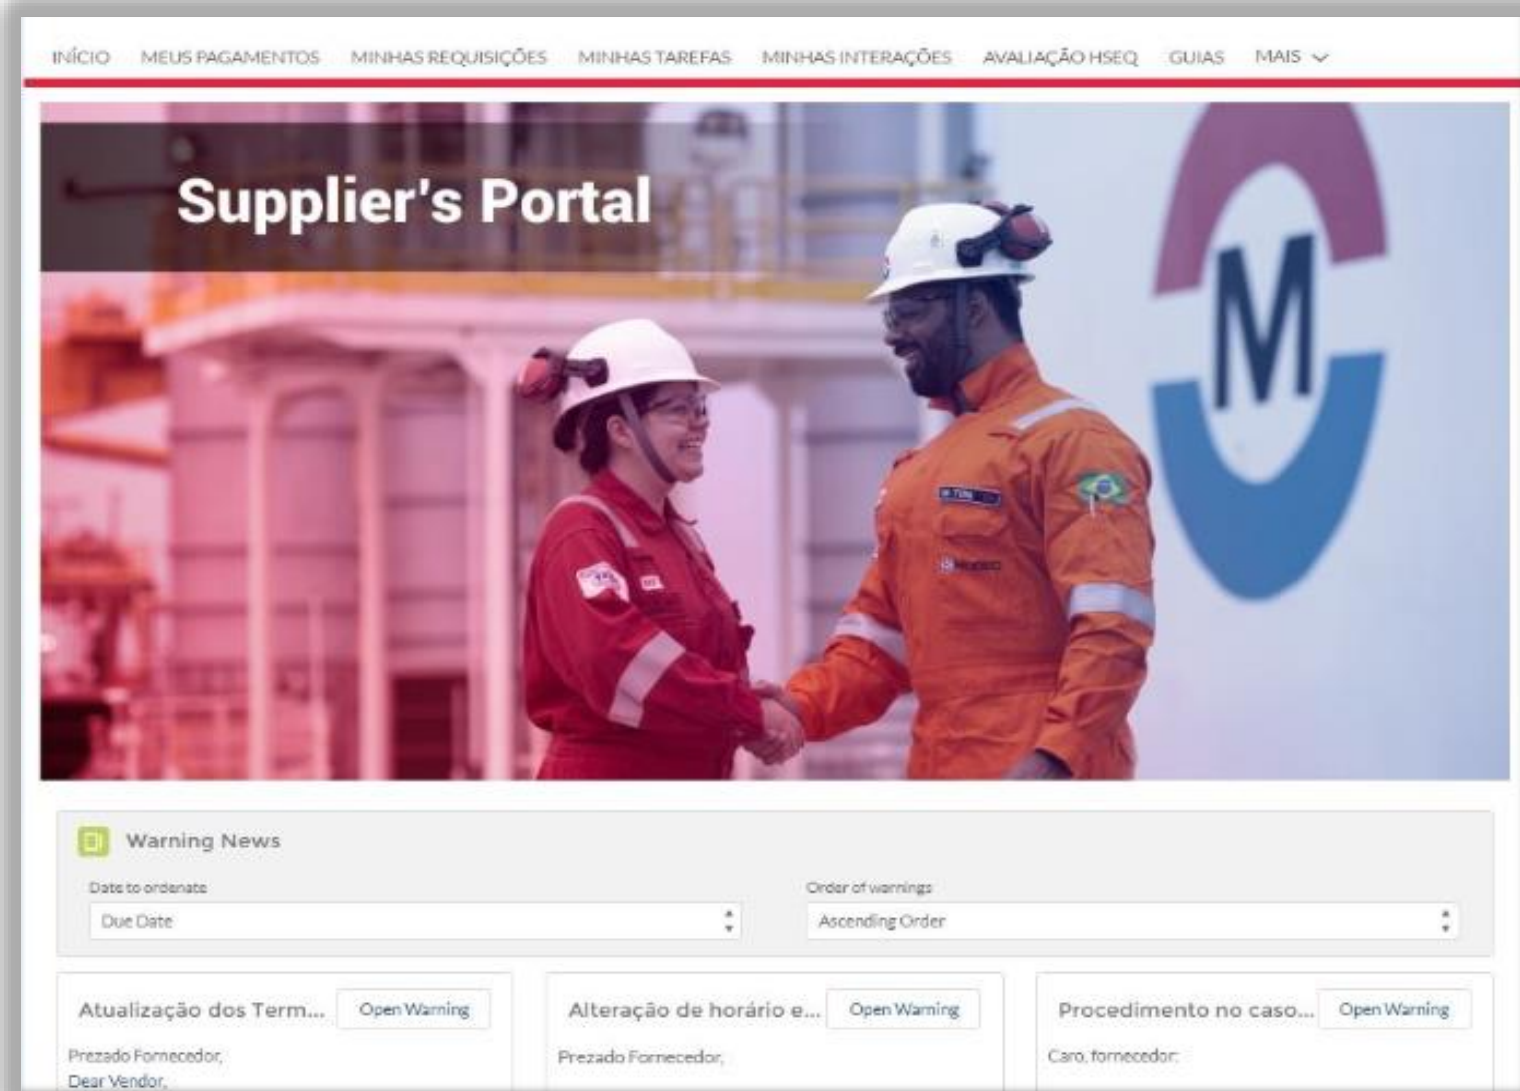 INÍCIO MEUS PAGAMENTOS MINHAS REQUISIÇÕES MINHAS TAREFAS MINHAS INTERAÇÕES AVALIAÇÃO HSEQ GUIAS MAIS
Supplier's Portal
M
MODEC
Warning News
Date to ordenate
Order of warnings
Due Date
Ascending Order
Atualização dos Term... Open Warning
Prezado Fornecedor,
Dear Vendor,
Alteração de horário e... Open Warning
Prezado Fornecedor,
Procedimento no caso... Open Warning
Caro, fornecedor: